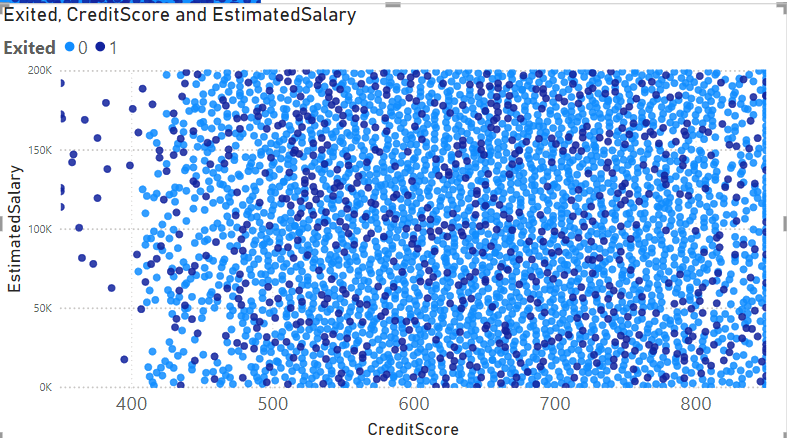 Exited, CreditScore and EstimatedSalary
Exited 0 1
200K
150K
100K
50K
0K
EstimatedSalary
400 500 600 700 800
CreditScore